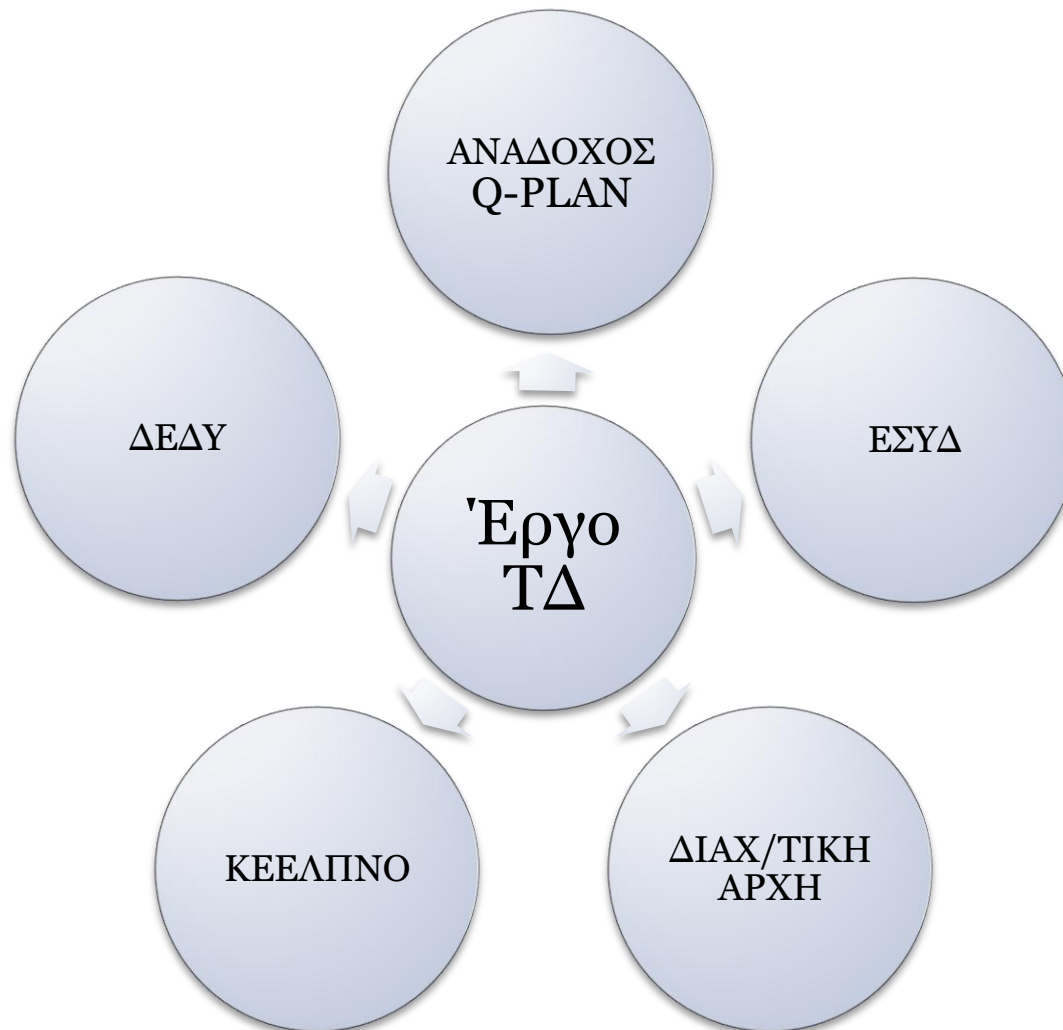 ΑΝΑΔΟΧΟΣ
Q-PLAN
ΔΕΔΥ
ΕΣΥΔ
Έργο
ΤΔ
ΚΕΕΛΠΝΟ
ΔΙΑΧ/ΤΙΚΗ
ΑΡΧΗ